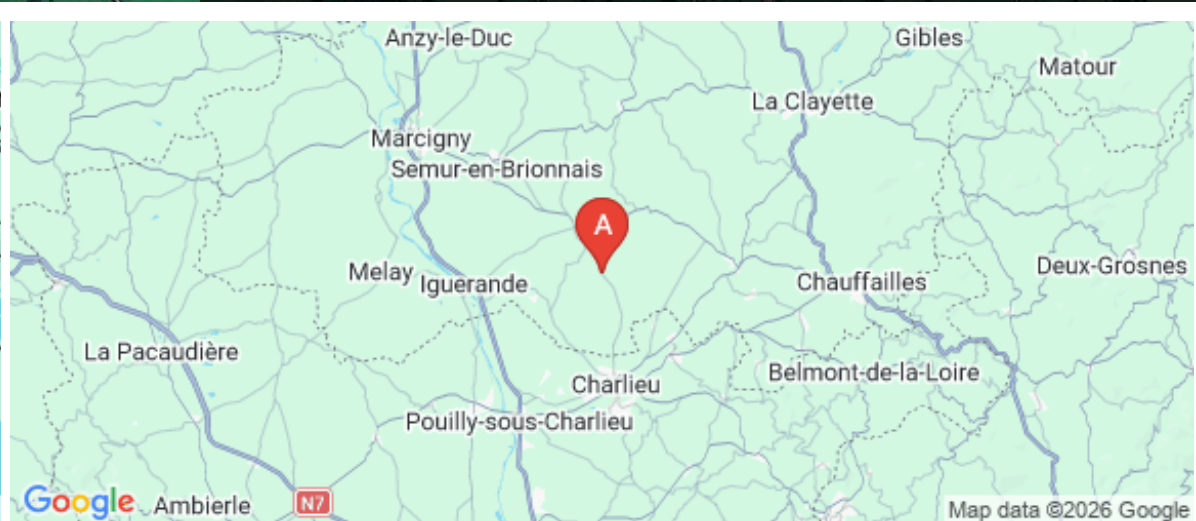 Anzy-le-Duc
Gibles
Matour
La Clayette
Marcigny
Semur-en-Brionnais
A
Melay
Iguerande
Chauffailles
Deux-Grosnes
La Pacaudière
Charlieu
Belmont-de-la-Loire
Pouilly-sous-Charlieu
Google
Ambierle
N7
Map data ©2026 Google